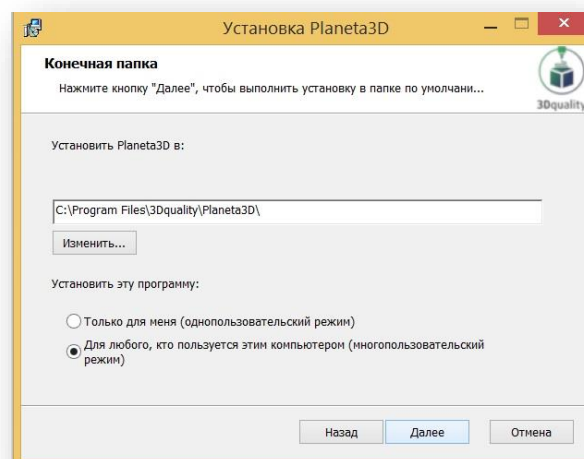 Установка Planeta3D
Конечная папка
Нажмите кнопку "Далее", чтобы выполнить установку в папке по умолчани...
3Dquality
Установить Planeta3D в:
C:\Program Files\3Dquality\Planeta3D\
Изменить...
Установить эту программу:
Только для меня (однопользовательский режим)
Для любого, кто пользуется этим компьютером (многопользовательский
режим)
Назад Далее Отмена